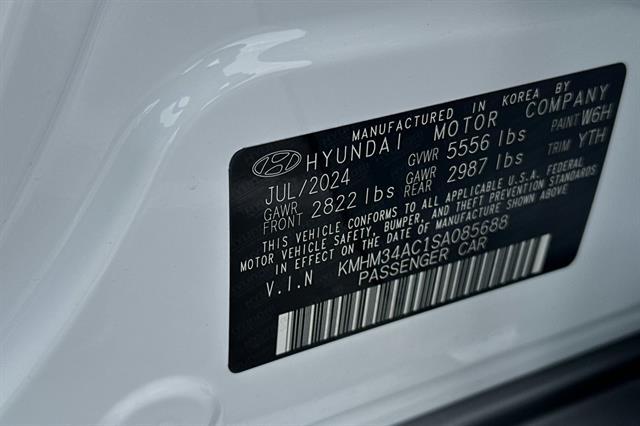 MANUFACTURED IN KOREA BY
HYUNDAI MOTOR COMPANY
JUL/2024 GVWR 5556 lbs PAINT W6H
GAWR FRONT 2822 lbs GAWR REAR 2987 lbs TRIM YTH
THIS VEHICLE CONFORMS TO ALL APPLICABLE U.S.A. FEDERAL
MOTOR VEHICLE SAFETY, BUMPER, AND THEFT PREVENTION STANDARDS
IN EFFECT ON THE DATE OF MANUFACTURE SHOWN ABOVE.
V.I.N KMHM34AC1SA085688
PASSENGER CAR